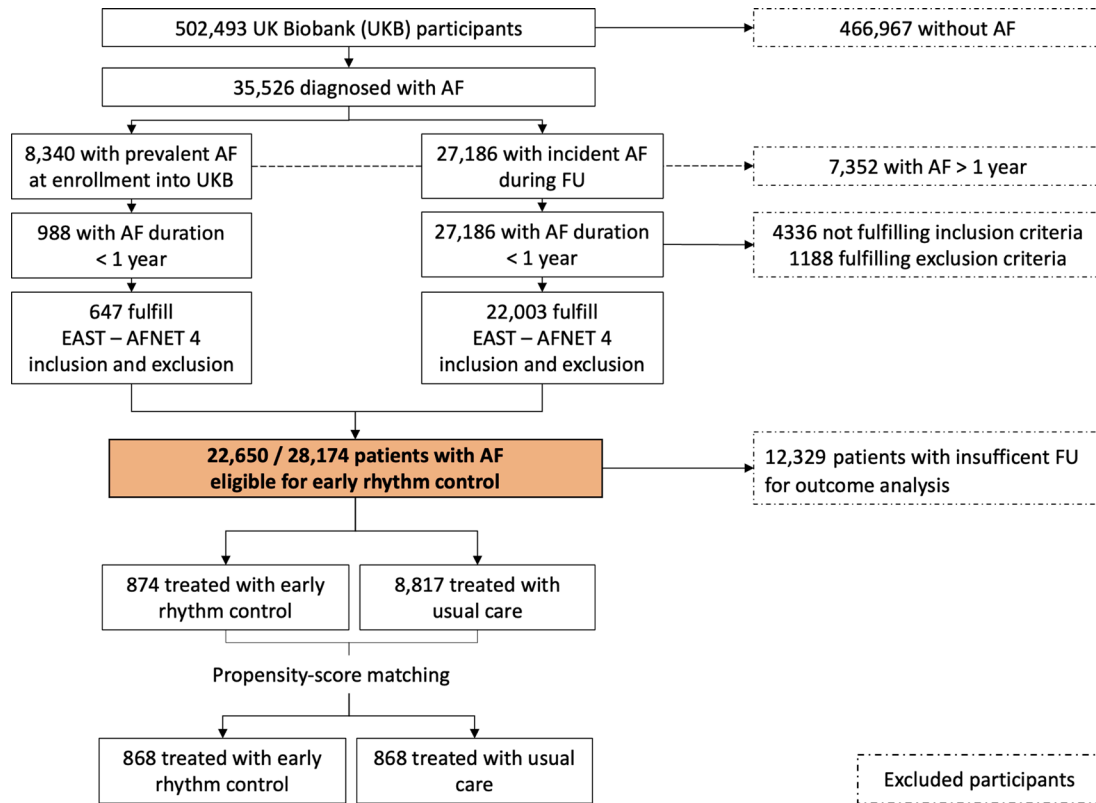 502,493 UK Biobank (UKB) participants
466,967 without AF
35,526 diagnosed with AF
8,340 with prevalent AF
at enrollment into UKB
27,186 with incident AF
during FU
7,352 with AF > 1 year
988 with AF duration
< 1 year
27,186 with AF duration
< 1 year
4336 not fulfilling inclusion criteria
1188 fulfilling exclusion criteria
647 fulfill
EAST – AFNET 4
inclusion and exclusion
22,003 fulfill
EAST – AFNET 4
inclusion and exclusion
22,650 / 28,174 patients with AF
eligible for early rhythm control
12,329 patients with insufficent FU
for outcome analysis
874 treated with early
rhythm control
8,817 treated with
usual care
Propensity-score matching
868 treated with early
rhythm control
868 treated with usual
care
Excluded participants